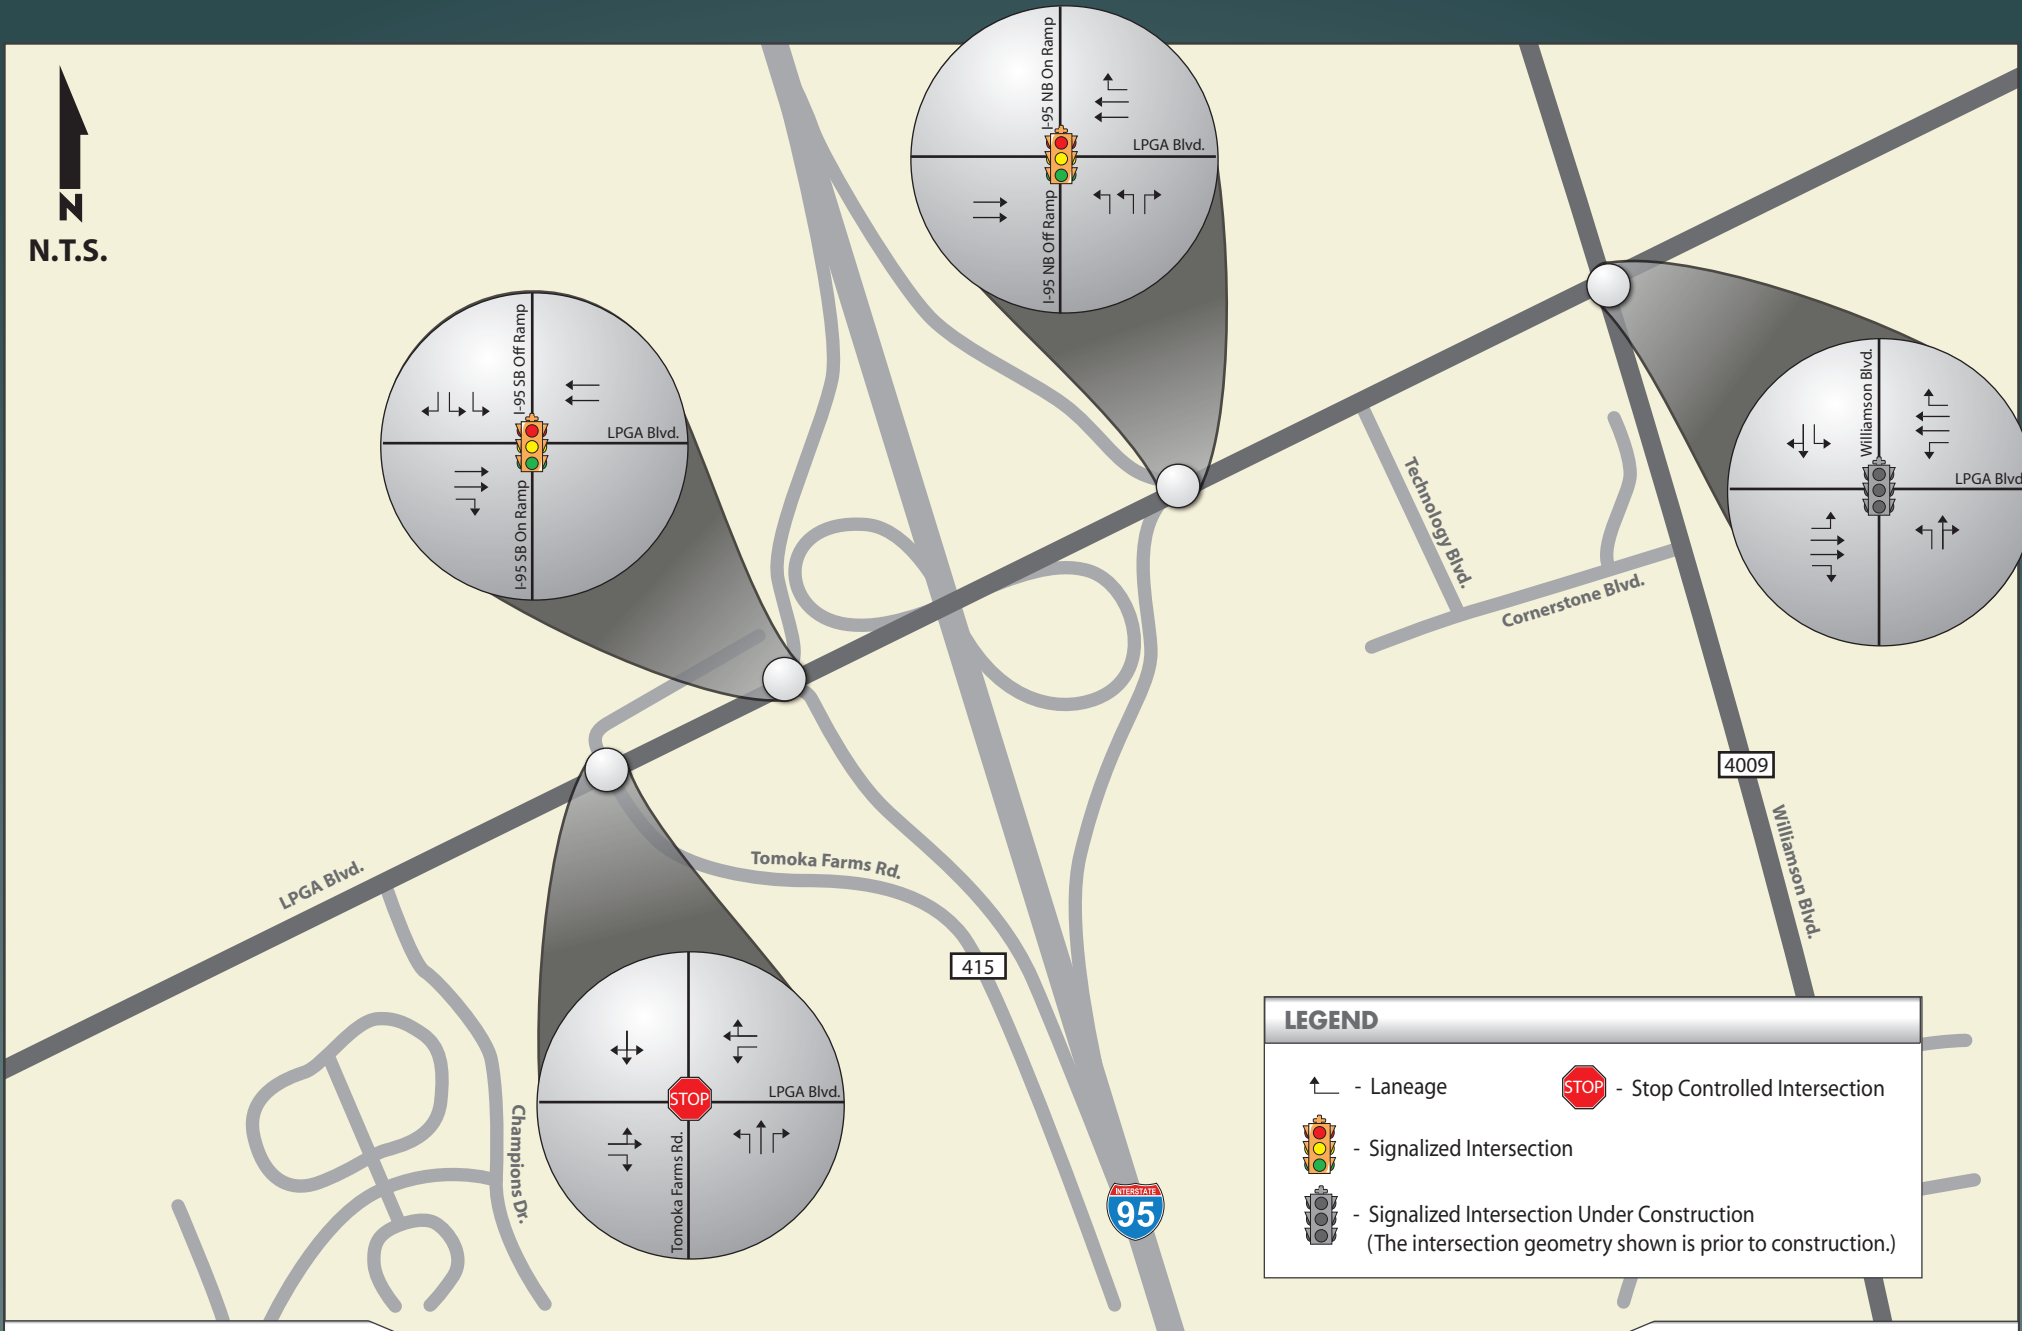 N
N.T.S.
I-95 NB On Ramp
LPGA Blvd.
I-95 NB Off Ramp
I-95 SB Off Ramp
LPGA Blvd.
I-95 SB On Ramp
Williamson Blvd.
LPGA Blvd
Technology Blvd.
Cornerstone Blvd.
4009
Williamson Blvd.
LPGA Blvd.
Tomoka Farms Rd.
415
Champions Dr.
LPGA Blvd.
STOP
Tomoka Farms Rd.
INTERSTATE
95
LEGEND
- Laneage
STOP - Stop Controlled Intersection
- Signalized Intersection
- Signalized Intersection Under Construction
(The intersection geometry shown is prior to construction.)